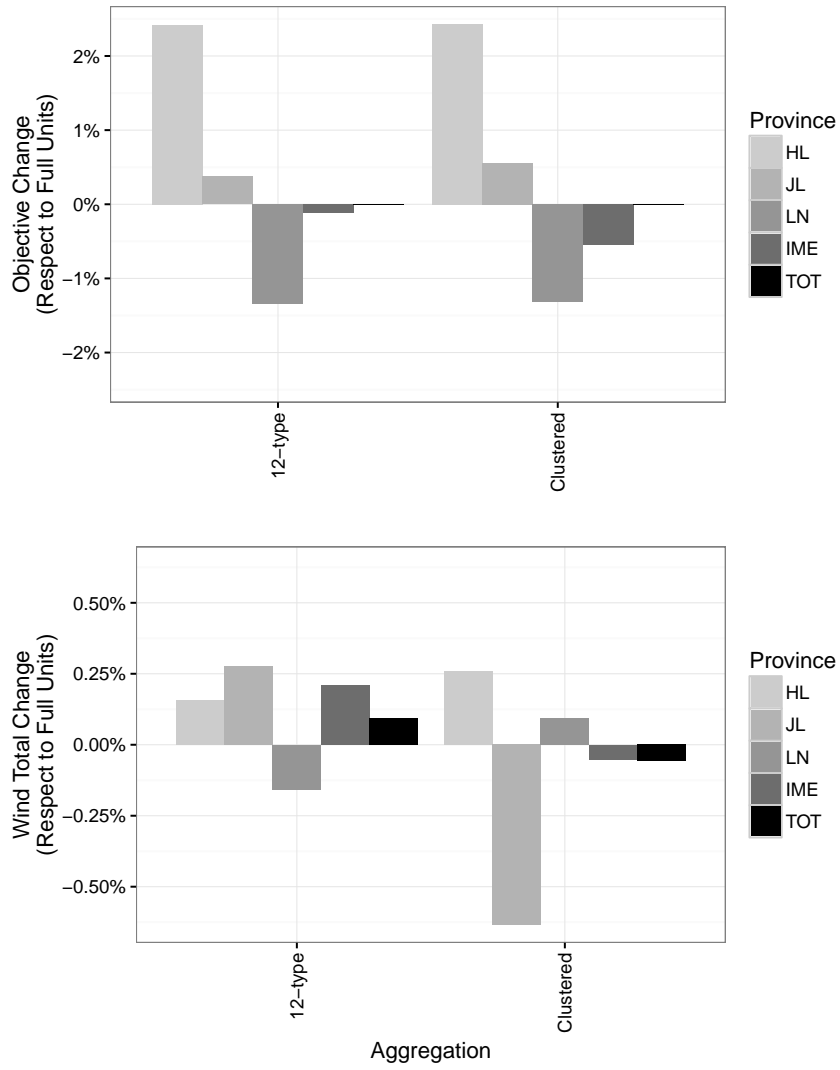 Objective Change
(Respect to Full Units)
2%
1%
0%
−1%
−2%
12−type
Clustered
Province
HL
JL
LN
IME
TOT
Wind Total Change
(Respect to Full Units)
0.50%
0.25%
0.00%
−0.25%
−0.50%
12−type
Clustered
Aggregation
Province
HL
JL
LN
IME
TOT